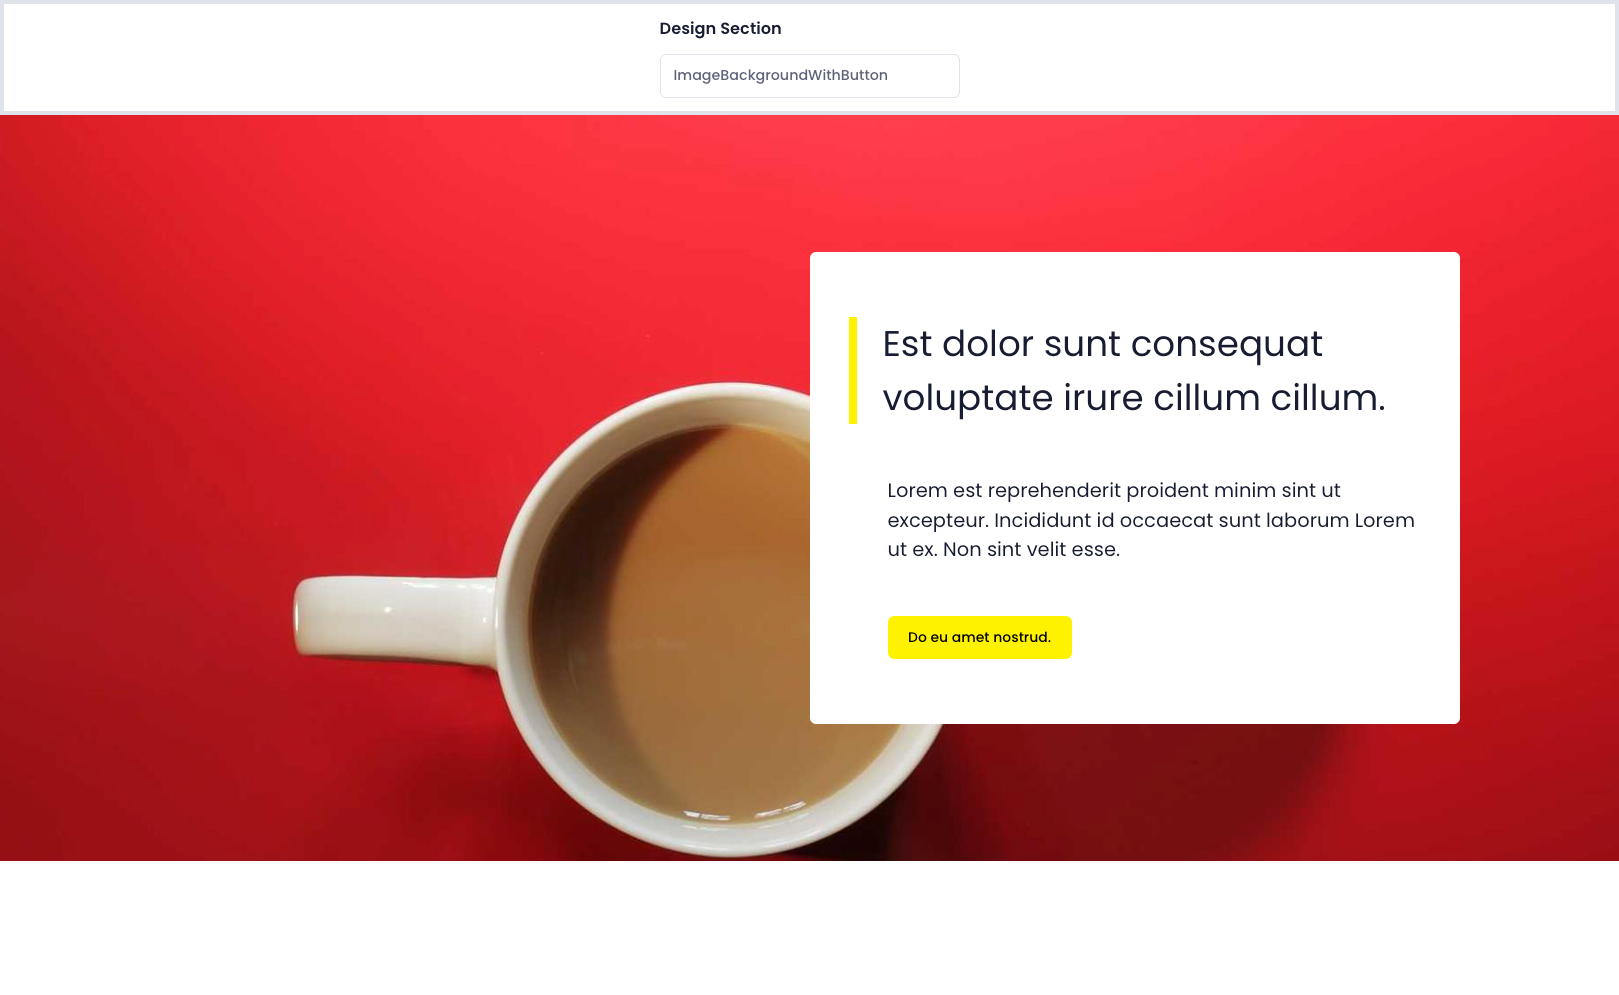 Design Section
ImageBackgroundWithButton
Est dolor sunt consequat
voluptate irure cillum cillum.
Lorem est reprehenderit proident minim sint ut
excepteur. Incididunt id occaecat sunt laborum Lorem
ut ex. Non sint velit esse.
Do eu amet nostrud.